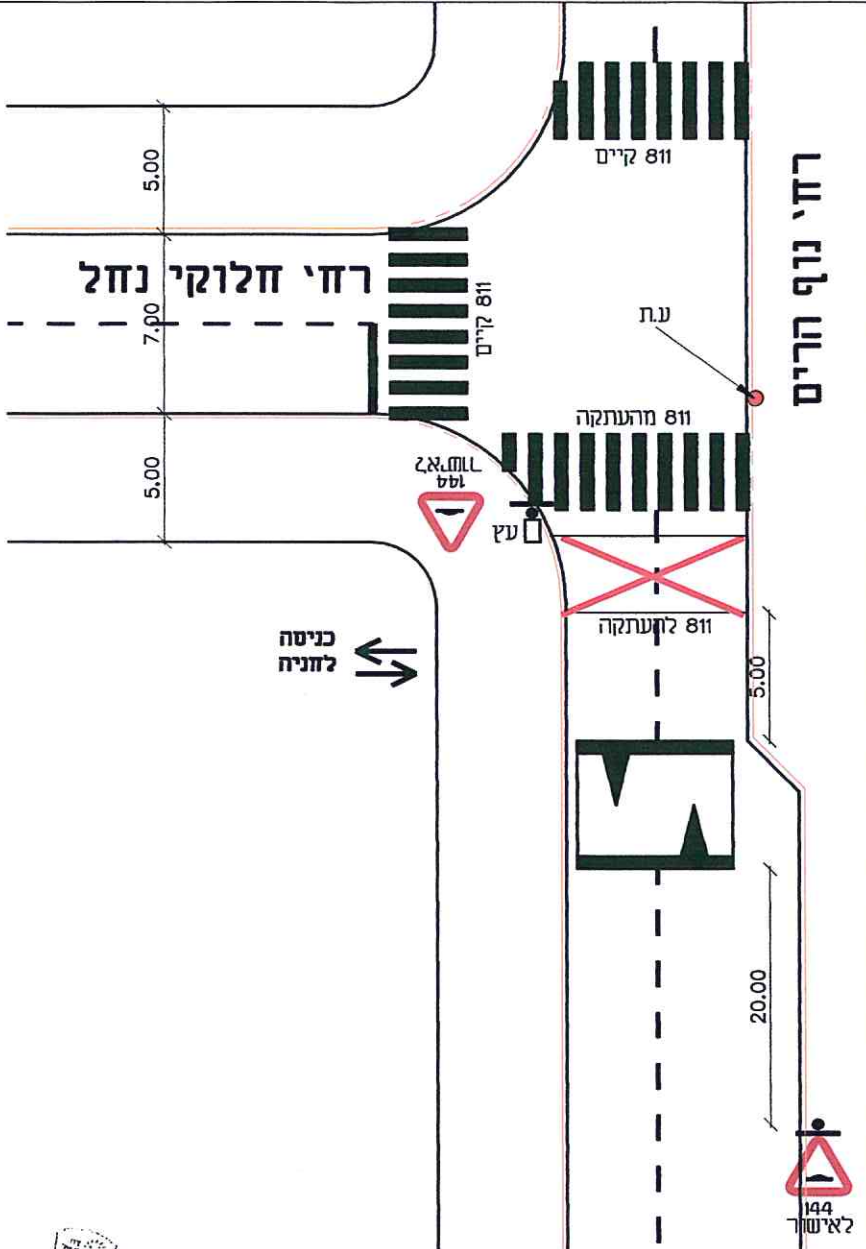 811 קיים
רח' נוף הרים
5.00
רח' חלוקי נחל
7.00
811 קיים
ע.ת
811 מהעתקה
5.00
לאישור
144
עץ
811 להעתקה
כניסה
לחניה
5.00
20.00
144
לאישור